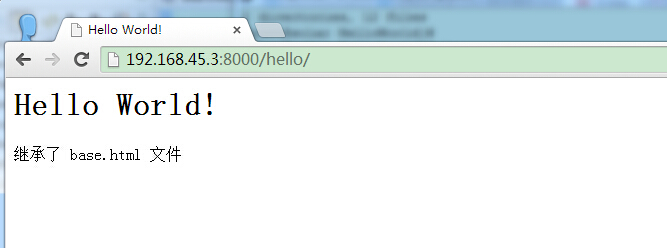 Hello World!
192.168.45.3:8000/hello/
Hello World!
继承了 base.html 文件